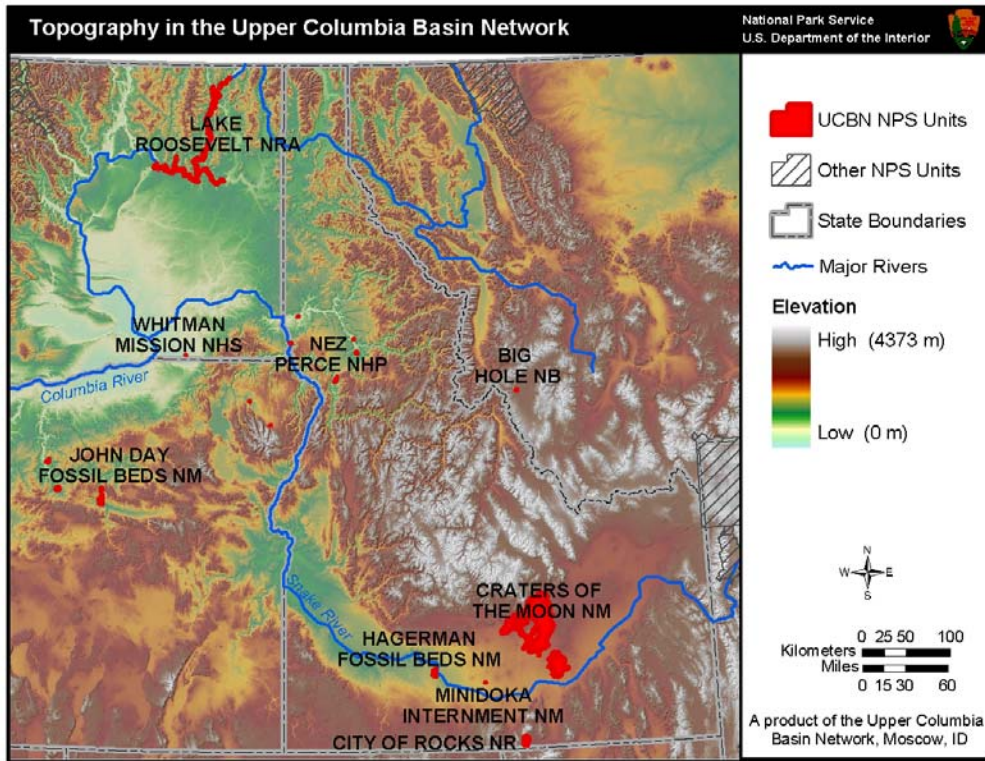 Topography in the Upper Columbia Basin Network
National Park Service
U.S. Department of the Interior
LAKE
ROOSEVELT NRA
WHITMAN
MISSION NHS
NEZ
PERCE NHP
BIG
HOLE NB
Columbia River
JOHN DAY
FOSSIL BEDS NM
Snake River
CRATERS OF
THE MOON NM
HAGERMAN
FOSSIL BEDS NM
MINIDOKA
INTERNMENT NM
CITY OF ROCKS NR
UCBN NPS Units
Other NPS Units
State Boundaries
Major Rivers
Elevation
High (4373 m)
Low (0 m)
N
W E
S
0 25 50 100
Kilometers
Miles
0 15 30 60
A product of the Upper Columbia
Basin Network, Moscow, ID